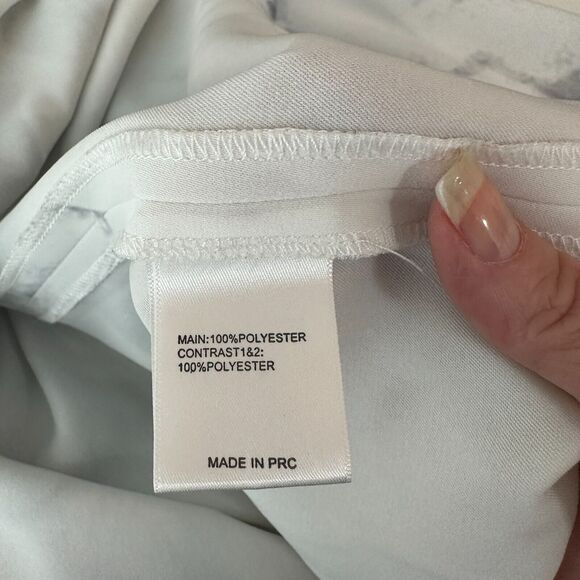 MAIN:100%POLYESTER
CONTRAST1&2:
100%POLYESTER
MADE IN PRC